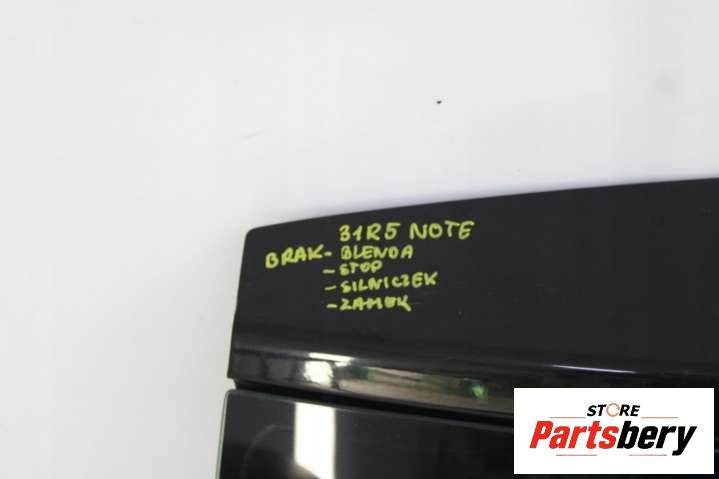 31R5 NOTE
BRAK - BLENDA
- STOP
- SILNICZEK
- ZAMEK
STORE
Partsbery